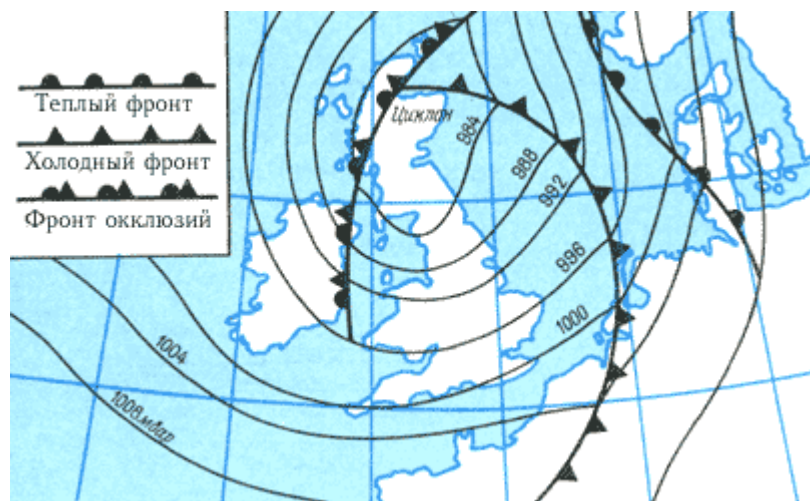 Теплый фронт
Холодный фронт
Фронт окклюзий
Циклон
984
988
992
996
1000
1004
1008 мбар